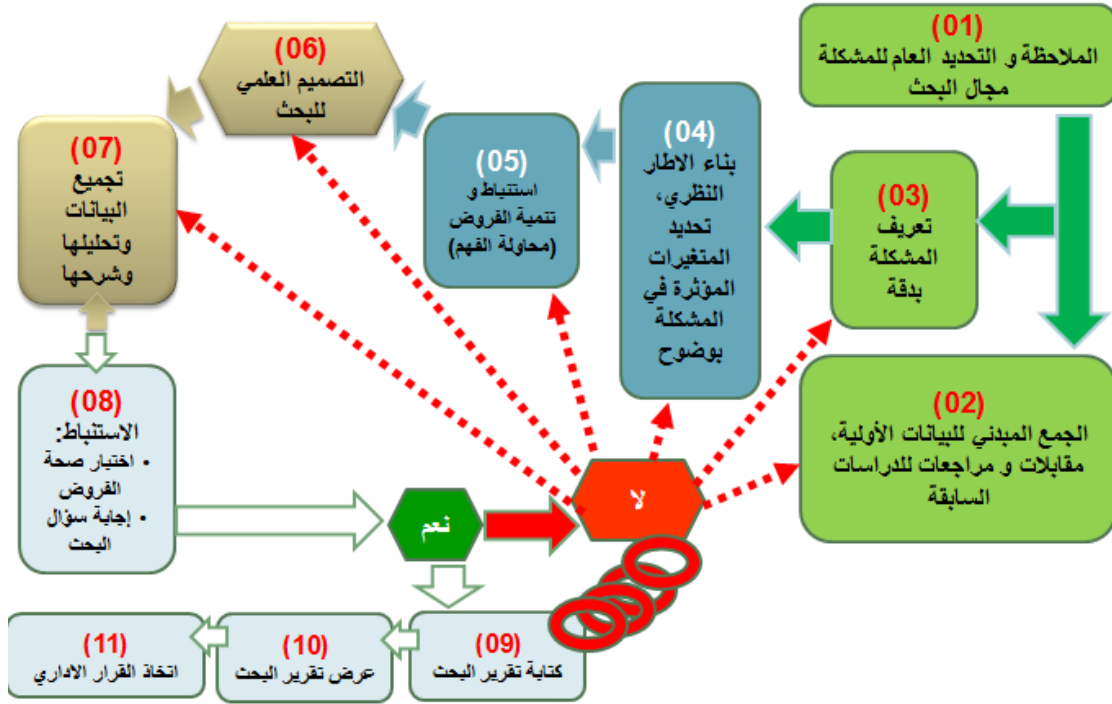 (01)
الملاحظة و التحديد العام للمشكلة
مجال البحث
(02)
الجمع المبدني للبيانات الأولية،
مقابلات و مراجعات للدراسات
السابقة
(03)
تعريف
المشكلة
بدقة
(04)
بناء الاطار
النظري،
تحديد
المتغيرات
المؤثرة في
المشكلة
بوضوح
(05)
استنباط و
تنمية الفروض
(محاولة الفهم)
(06)
التصميم العلمي
للبحث
(07)
تجميع
البيانات
وتحليلها
وشرحها
(08)
الاستنباط:
• اختبار صحة
الفروض
• إجابة سؤال
البحث
نعم
لا
(09)
كتابة تقرير البحث
(10)
عرض تقرير البحث
(11)
اتخاذ القرار الاداري